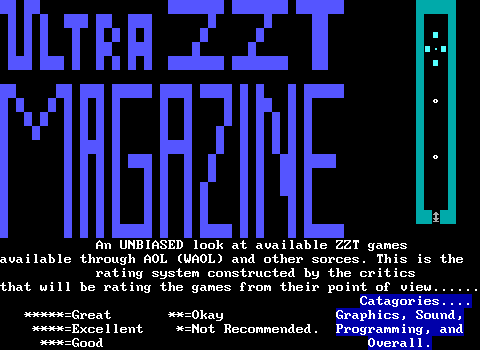 ULTRA ZZT
MAGAZINE
An UNBIASED look at available ZZT games
available through AOL (WAOL) and other sorces. This is the
rating system constructed by the critics
that will be rating the games from their point of view......
Catagories....
*****=Great **=Okay Graphics, Sound,
****=Excellent *=Not Recommended. Programming, and
***=Good Overall.